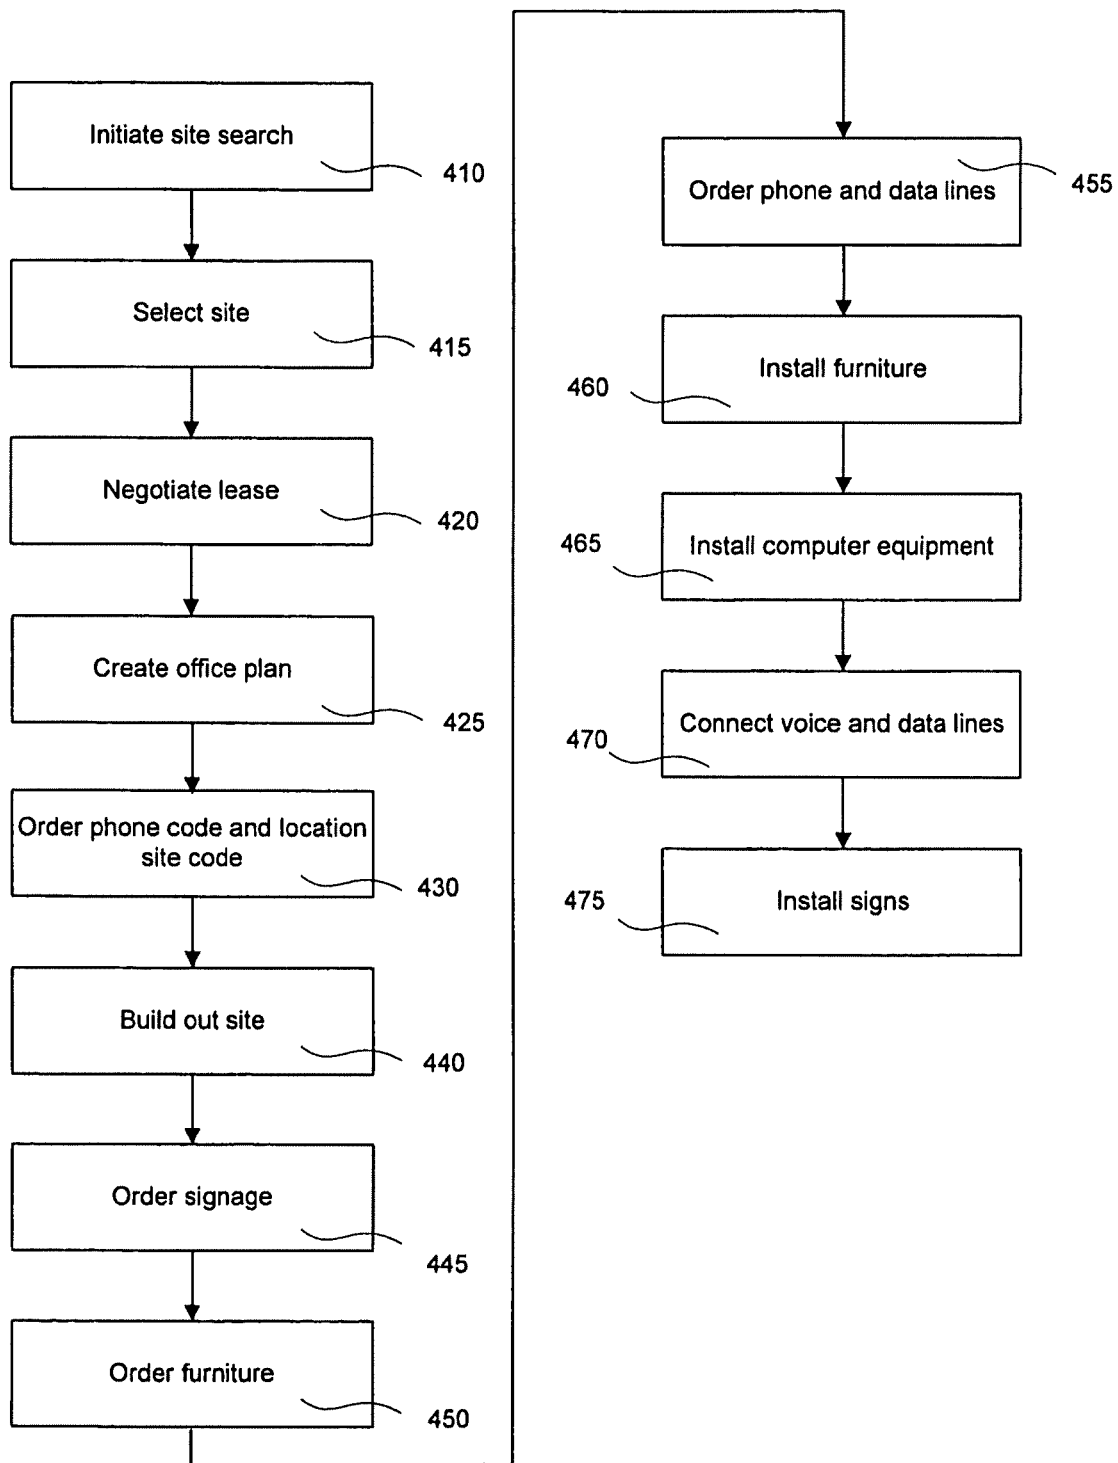 Initiate site search
410
Select site
415
Negotiate lease
420
Create office plan
425
Order phone code and location
site code
430
Build out site
440
Order signage
445
Order furniture
450
Order phone and data lines
455
Install furniture
460
Install computer equipment
465
Connect voice and data lines
470
Install signs
475